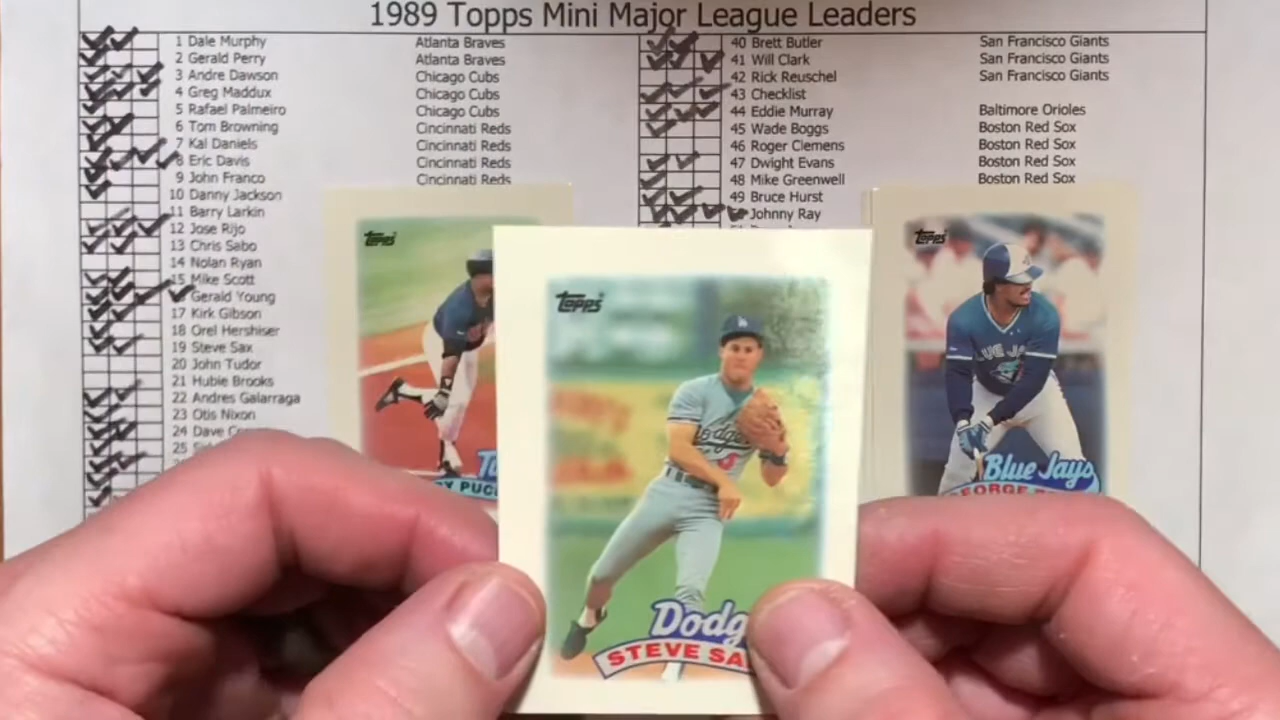 1989 Topps Mini Major League Leaders
1 Dale Murphy Atlanta Braves
2 Gerald Perry Atlanta Braves
3 Andre Dawson Chicago Cubs
4 Greg Maddux Chicago Cubs
5 Rafael Palmeiro Chicago Cubs
6 Tom Browning Cincinnati Reds
7 Kal Daniels Cincinnati Reds
8 Eric Davis Cincinnati Reds
9 John Franco Cincinnati Reds
10 Danny Jackson
11 Barry Larkin
12 Jose Rijo
13 Chris Sabo
14 Nolan Ryan
15 Mike Scott
Gerald Young
17 Kirk Gibson
18 Orel Hershiser
19 Steve Sax
20 John Tudor
21 Hubie Brooks
22 Andres Galarraga
23 Otis Nixon
24 Dave
25
40 Brett Butler San Francisco Giants
41 Will Clark San Francisco Giants
42 Rick Reuschel San Francisco Giants
43 Checklist
44 Eddie Murray Baltimore Orioles
45 Wade Boggs Boston Red Sox
46 Roger Clemens Boston Red Sox
47 Dwight Evans Boston Red Sox
48 Mike Greenwell Boston Red Sox
49 Bruce Hurst
Johnny Ray
Topps
Topps
Dodg
STEVE SA
Dodgers
Topps
BLUE JA
Blue Jays
GEORGE